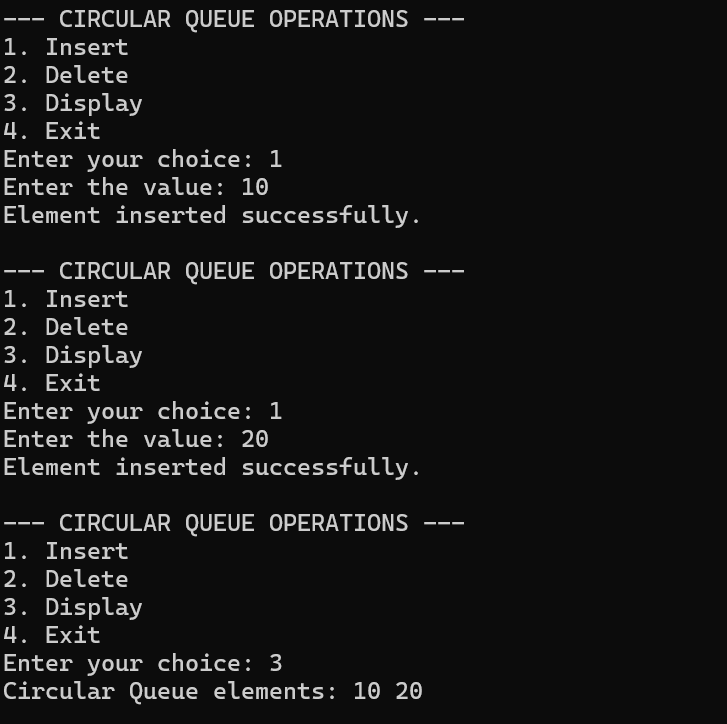 --- CIRCULAR QUEUE OPERATIONS ---
1. Insert
2. Delete
3. Display
4. Exit
Enter your choice: 1
Enter the value: 10
Element inserted successfully.

--- CIRCULAR QUEUE OPERATIONS ---
1. Insert
2. Delete
3. Display
4. Exit
Enter your choice: 1
Enter the value: 20
Element inserted successfully.

--- CIRCULAR QUEUE OPERATIONS ---
1. Insert
2. Delete
3. Display
4. Exit
Enter your choice: 3
Circular Queue elements: 10 20